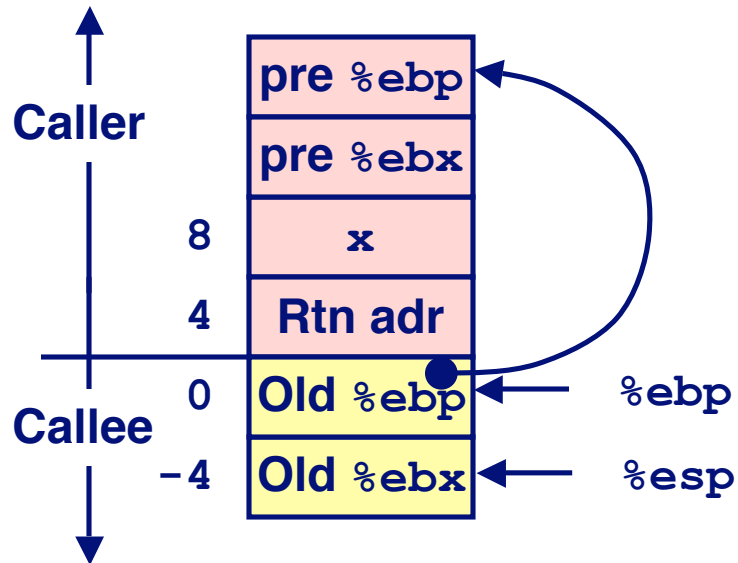 pre %ebp
Caller
pre %ebx
8 x
4 Rtn adr
0 Old %ebp %ebp
Callee
-4 Old %ebx %esp